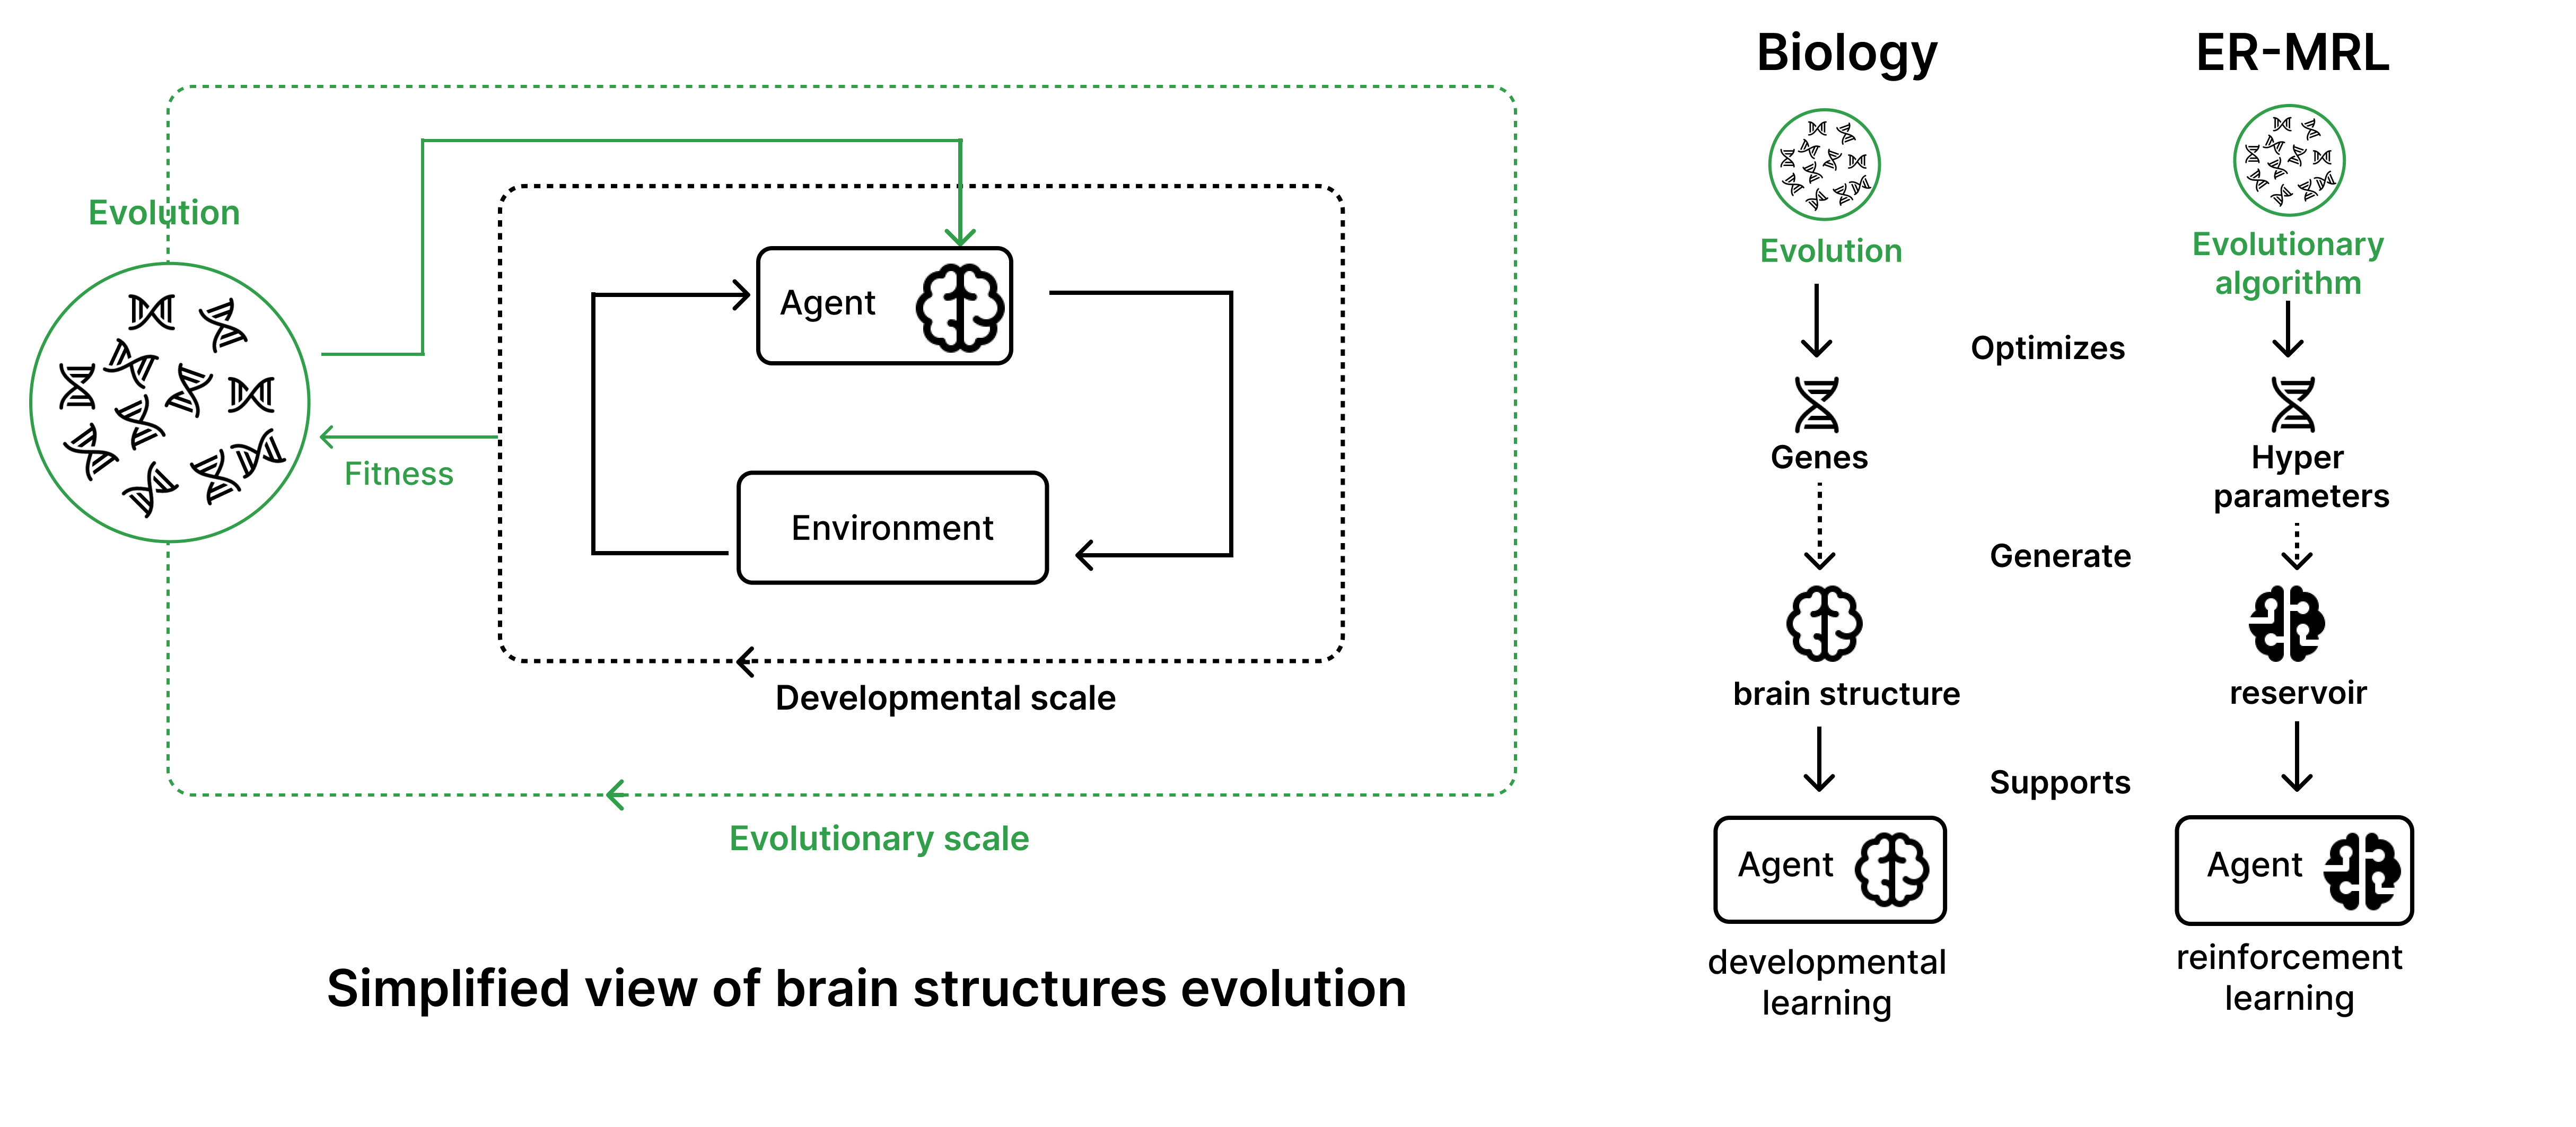 Evolution
Fitness
Agent
Environment
Developmental scale
Evolutionary scale
Simplified view of brain structures evolution
Biology
ER-MRL
Evolution
Evolutionary
algorithm
Optimizes
Genes
Hyper
parameters
Generate
brain structure
reservoir
Supports
Agent
Agent
developmental
learning
reinforcement
learning